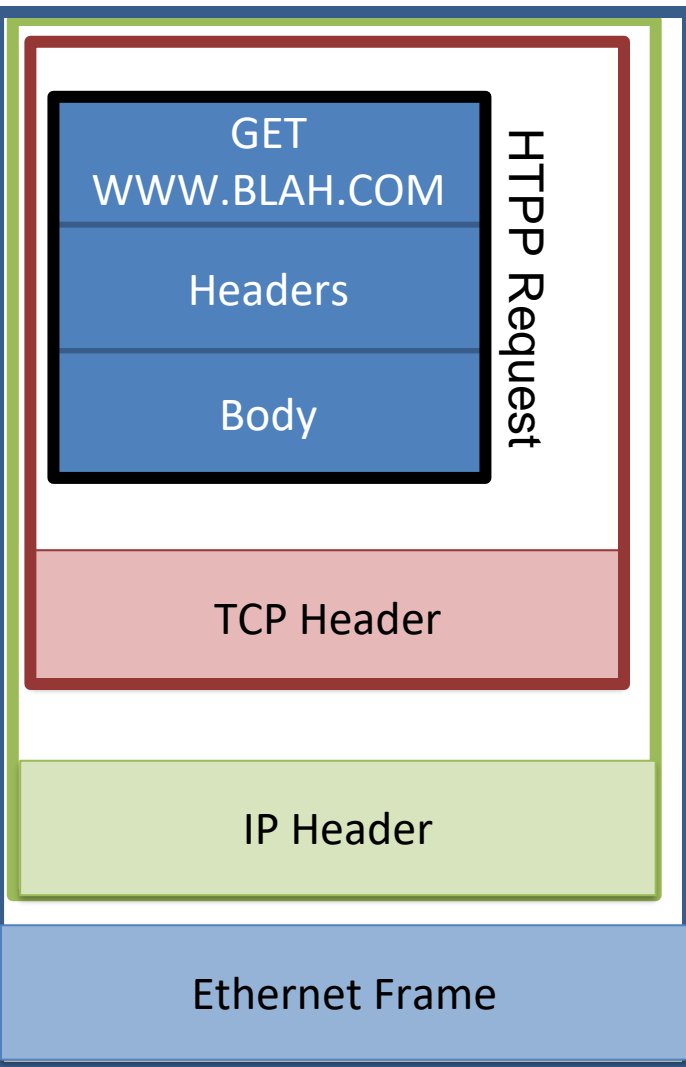 GET
WWW.BLAH.COM
Headers
Body
HTPP Request
TCP Header
IP Header
Ethernet Frame